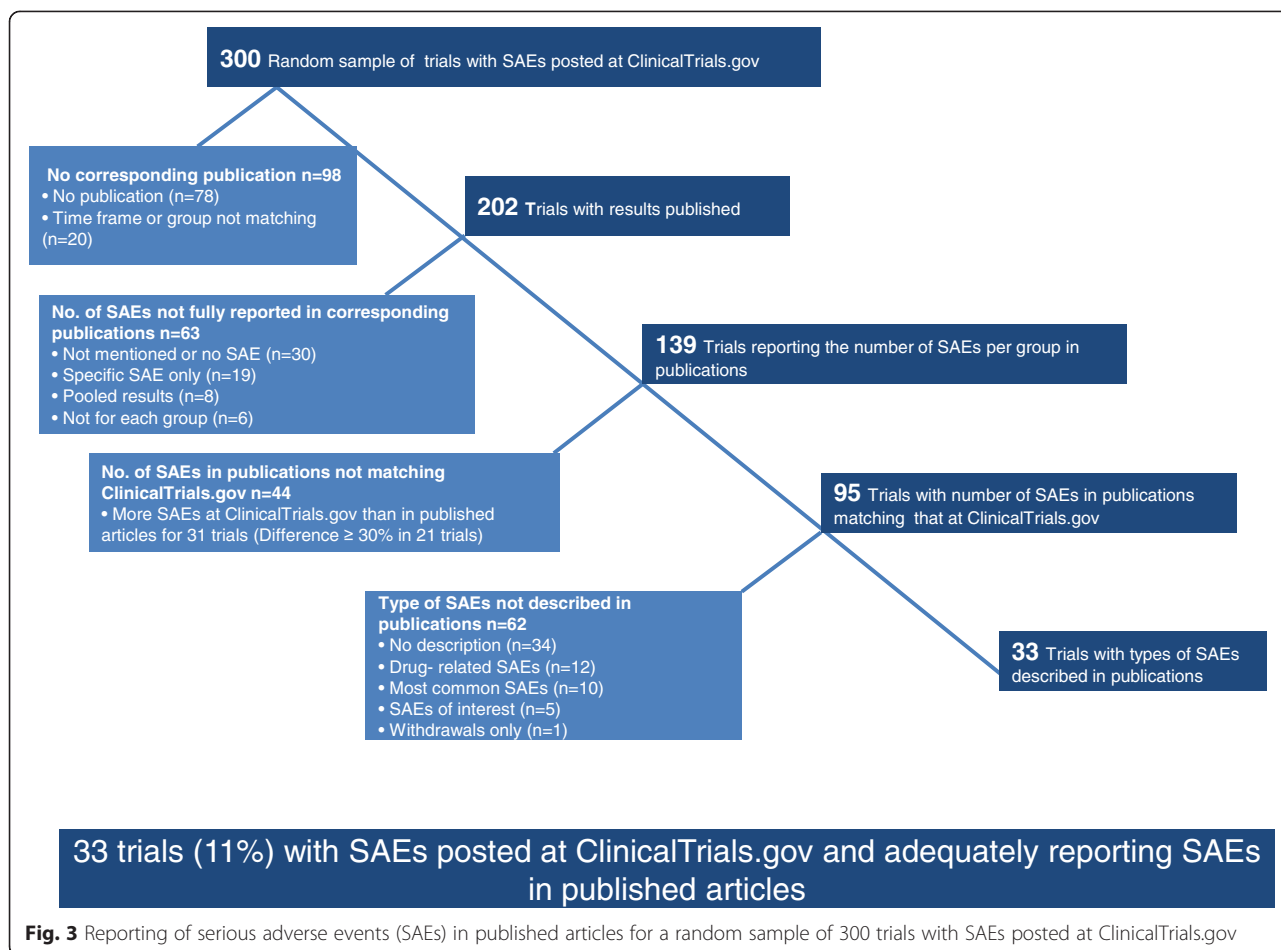 300 Random sample of trials with SAEs posted at ClinicalTrials.gov
No corresponding publication n=98
• No publication (n=78)
• Time frame or group not matching
(n=20)
202 Trials with results published
No. of SAEs not fully reported in corresponding
publications n=63
• Not mentioned or no SAE (n=30)
• Specific SAE only (n=19)
• Pooled results (n=8)
• Not for each group (n=6)
139 Trials reporting the number of SAEs per group in
publications
No. of SAEs in publications not matching
ClinicalTrials.gov n=44
• More SAEs at ClinicalTrials.gov than in published
articles for 31 trials (Difference ≥ 30% in 21 trials)
95 Trials with number of SAEs in publications
matching that at ClinicalTrials.gov
Type of SAEs not described in
publications n=62
• No description (n=34)
• Drug- related SAEs (n=12)
• Most common SAEs (n=10)
• SAEs of interest (n=5)
• Withdrawals only (n=1)
33 Trials with types of SAEs
described in publications
33 trials (11%) with SAEs posted at ClinicalTrials.gov and adequately reporting SAEs
in published articles
Fig. 3 Reporting of serious adverse events (SAEs) in published articles for a random sample of 300 trials with SAEs posted at ClinicalTrials.gov